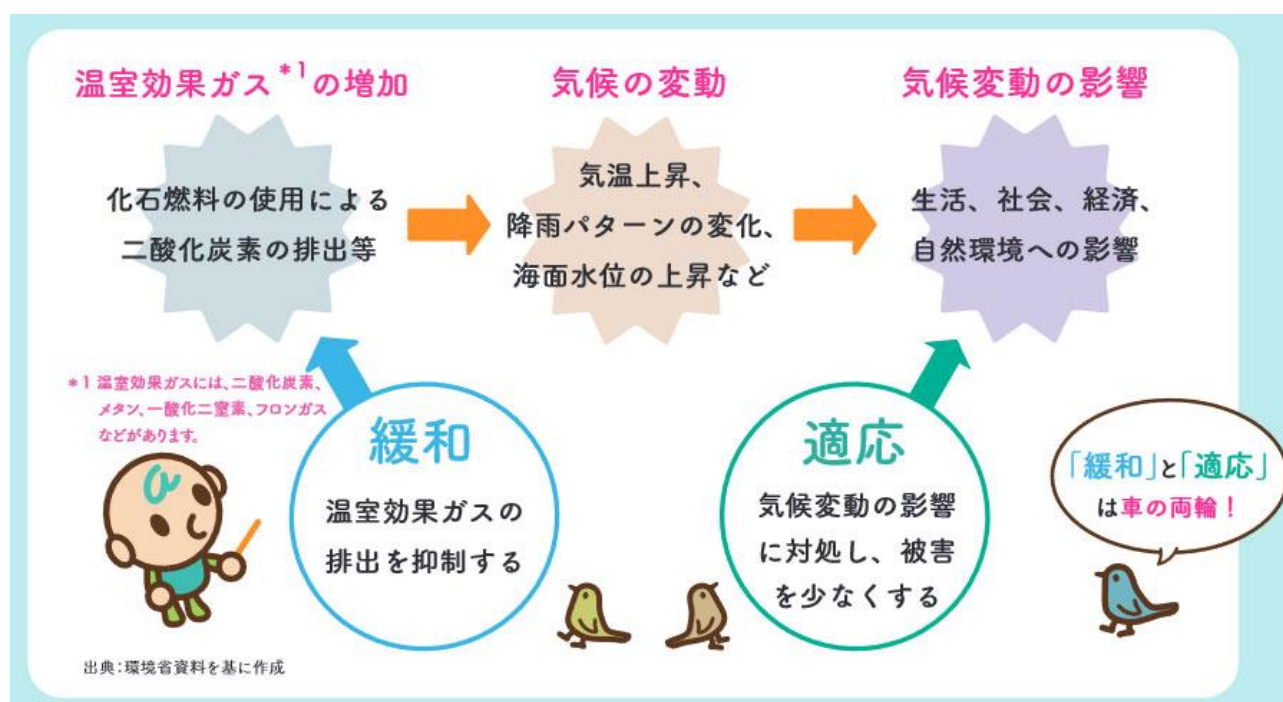 温室効果ガス*1の増加
化石燃料の使用による
二酸化炭素の排出等
気候の変動
気温上昇、
降雨パターンの変化、
海面水位の上昇など
気候変動の影響
生活、社会、経済、
自然環境への影響
*1 温室効果ガスには、二酸化炭素、
メタン、一酸化二窒素、フロンガス
などがあります。
緩和
温室効果ガスの
排出を抑制する
適応
気候変動の影響
に対処し、被害
を少なくする
「緩和」と「適応」
は車の両輪！
出典：環境省資料を基に作成